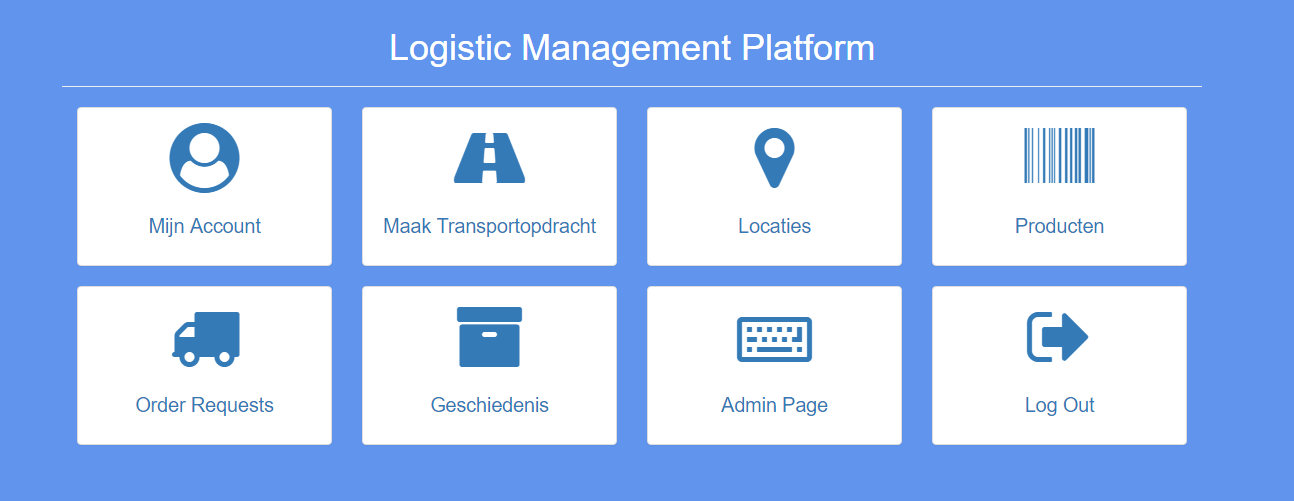 Logistic Management Platform
Mijn Account
Maak Transportopdracht
Locaties
Producten
Order Requests
Geschiedenis
Admin Page
Log Out